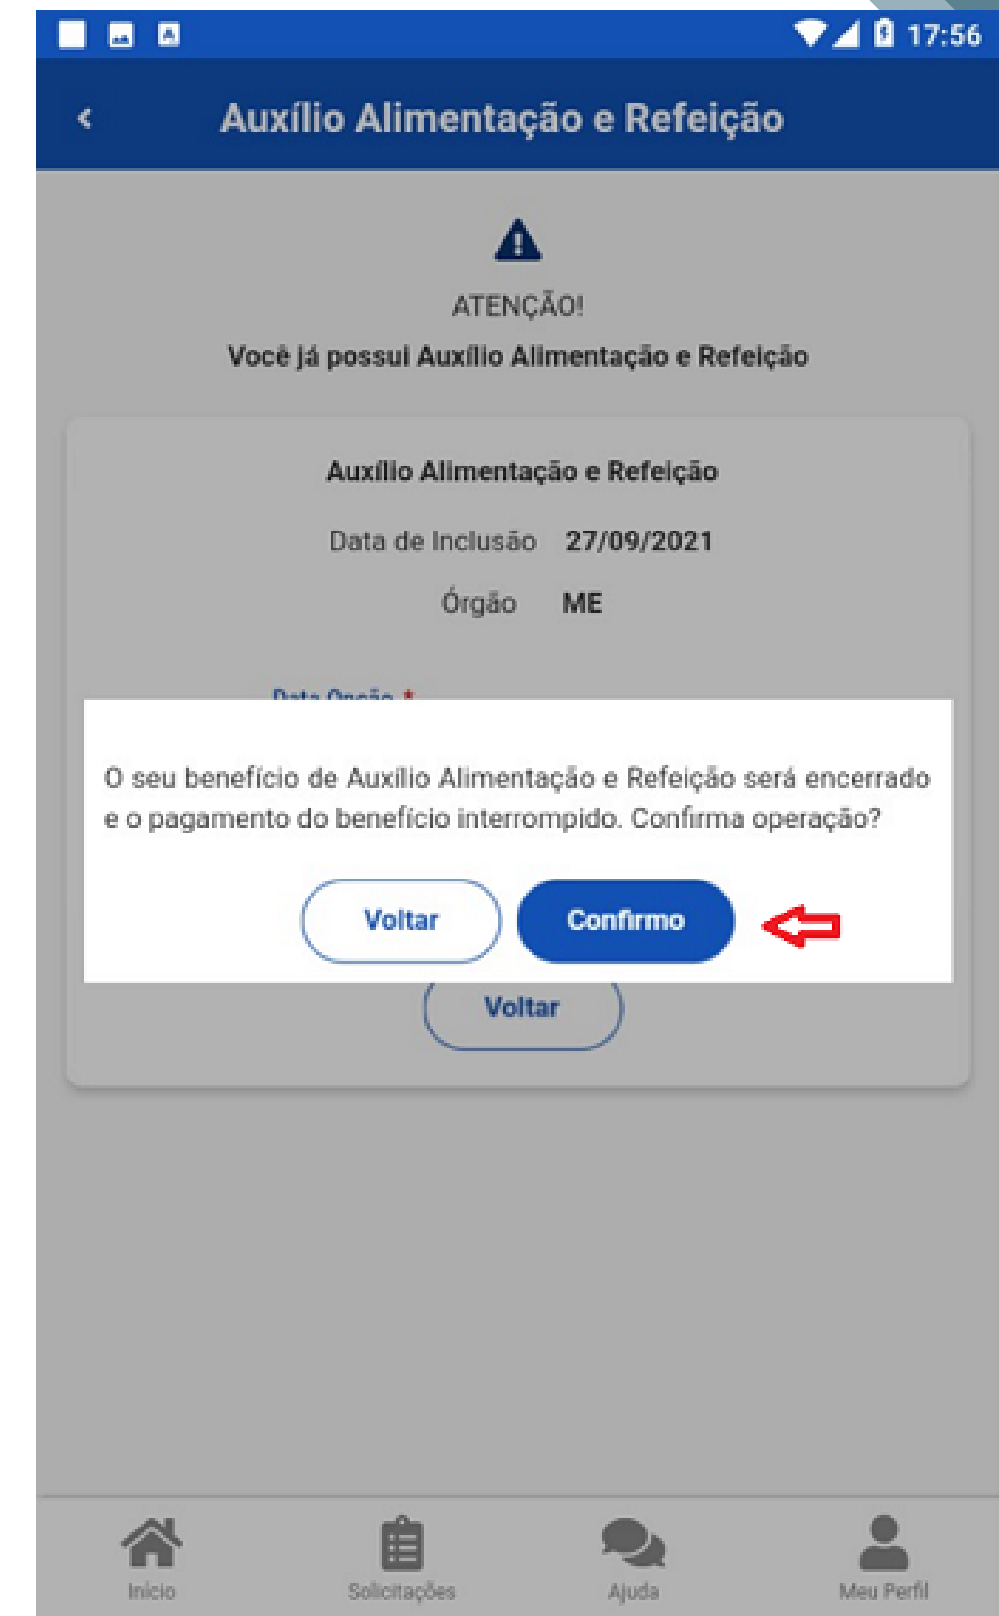 17:56
Auxílio Alimentação e Refeição
ATENÇÃO!
Você já possui Auxílio Alimentação e Refeição
Auxílio Alimentação e Refeição
Data de Inclusão 27/09/2021
Órgão ME
Data Opção *
O seu benefício de Auxílio Alimentação e Refeição será encerrado
e o pagamento do benefício interrompido. Confirma operação?
Voltar Confirmo
Voltar
Início Solicitações Ajuda Meu Perfil